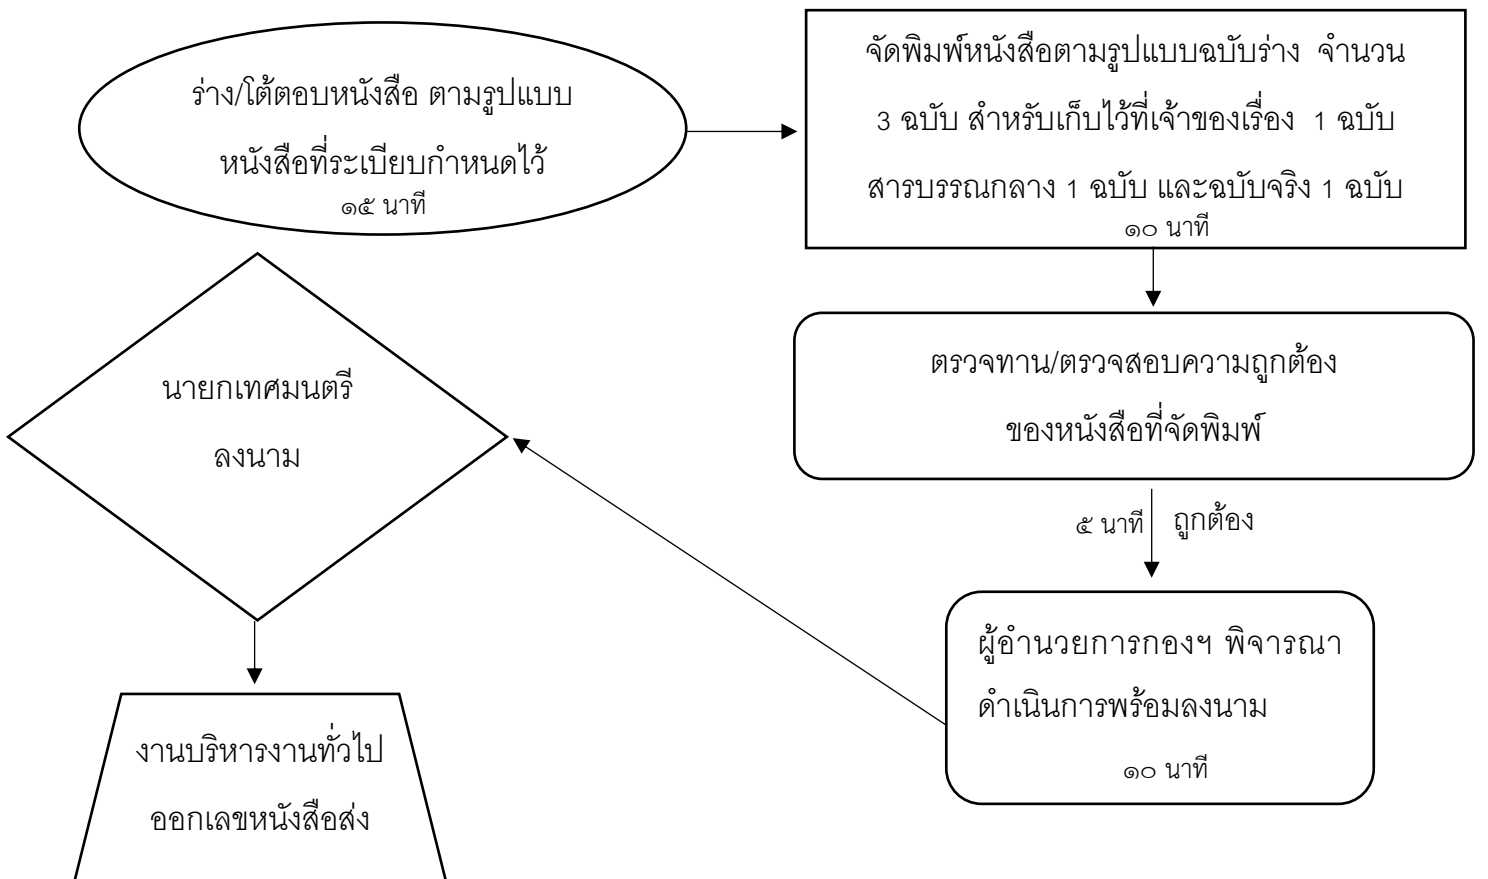 ร่าง/โต้ตอบหนังสือ ตามรูปแบบ
หนังสือที่ระเบียบกำหนดไว้
๑๕ นาที
จัดพิมพ์หนังสือตามรูปแบบฉบับร่าง จำนวน
3 ฉบับ สำหรับเก็บไว้ที่เจ้าของเรื่อง 1 ฉบับ
สารบรรณกลาง 1 ฉบับ และฉบับจริง 1 ฉบับ
๑๐ นาที
ตรวจทาน/ตรวจสอบความถูกต้อง
ของหนังสือที่จัดพิมพ์
๕ นาที ถูกต้อง
ผู้อำนวยการกองฯ พิจารณา
ดำเนินการพร้อมลงนาม
๑๐ นาที
นายกเทศมนตรี
ลงนาม
งานบริหารงานทั่วไป
ออกเลขหนังสือส่ง